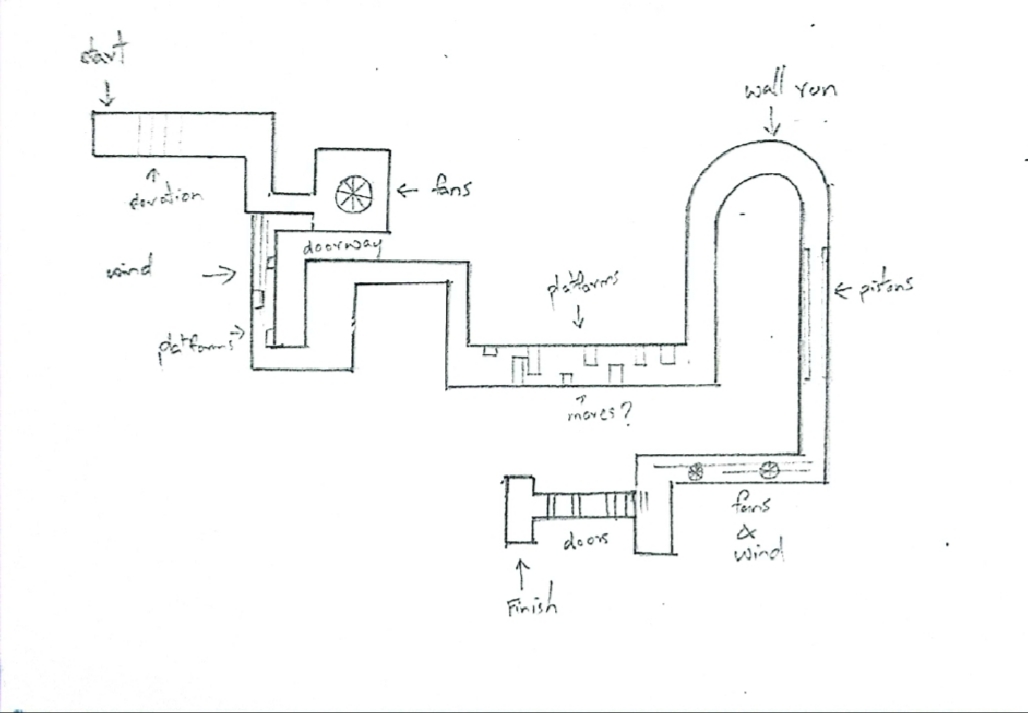 start
wall run
elevation
fans
doorway
wind
platforms
pistons
platforms
moves?
fans
&
wind
doors
Finish